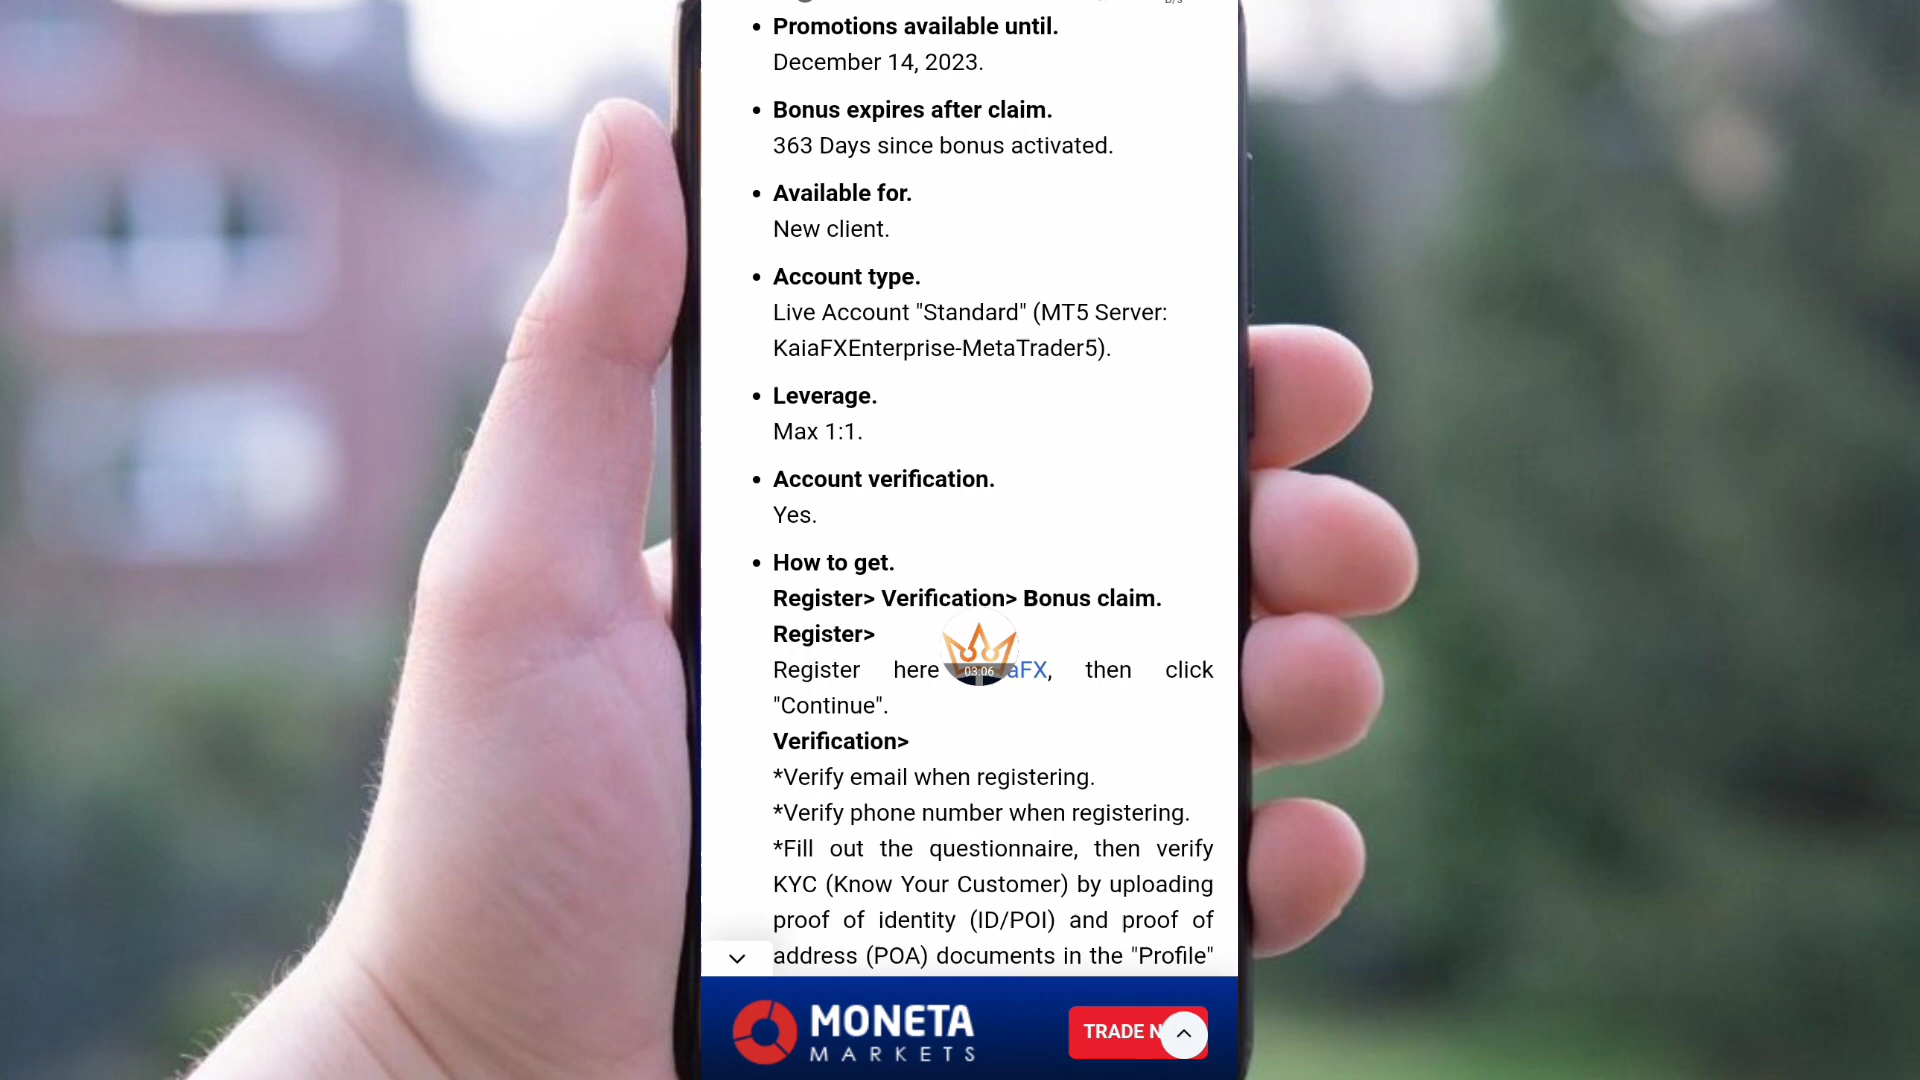 Promotions available until.
December 14, 2023.
Bonus expires after claim.
363 Days since bonus activated.
Available for.
New client.
Account type.
Live Account "Standard" (MT5 Server:
KaiaFXEnterprise-MetaTrader5).
Leverage.
Max 1:1.
Account verification.
Yes.
How to get.
Register> Verification> Bonus claim.
Register>
Register here aFX, then click
03:06
"Continue".
Verification>
*Verify email when registering.
*Verify phone number when registering.
*Fill out the questionnaire, then verify
KYC (Know Your Customer) by uploading
proof of identity (ID/POI) and proof of
address (POA) documents in the "Profile"
MONETA
MARKETS
TRADE N